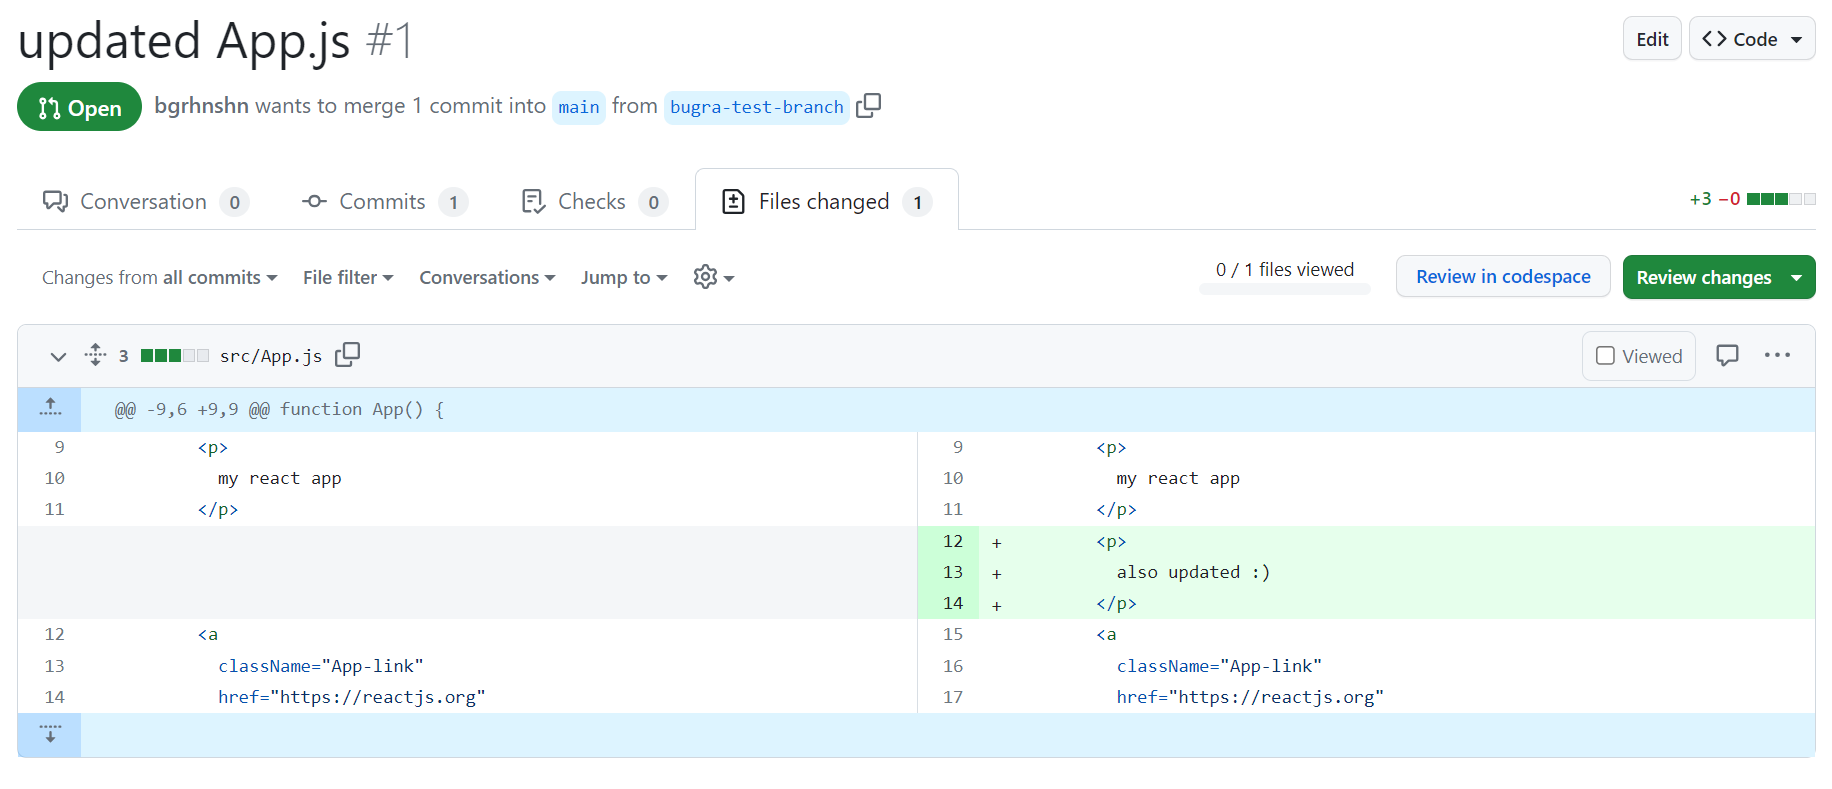 updated App.js #1
Edit
Code
Open
bgrhnshn wants to merge 1 commit into main from bugra-test-branch
Conversation 0
Commits 1
Checks 0
Files changed 1
+3 −0
Changes from all commits
File filter
Conversations
Jump to
0 / 1 files viewed
Review in codespace
Review changes
3 src/App.js
Viewed
@@ -9,6 +9,9 @@ function App() {
9 <p>
10 my react app
11 </p>
12 <a
13 className="App-link"
14 href="https://reactjs.org"
9 <p>
10 my react app
11 </p>
12 + <p>
13 + also updated :)
14 + </p>
15 <a
16 className="App-link"
17 href="https://reactjs.org"